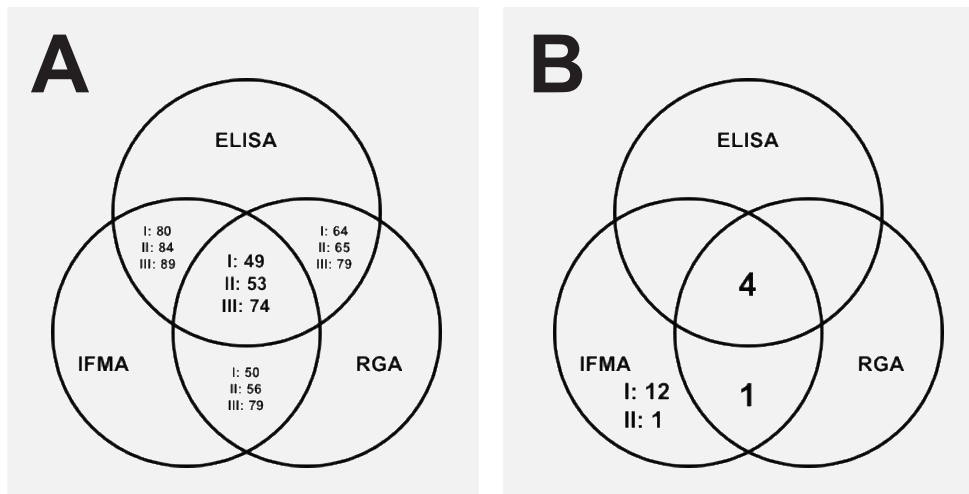 A
ELISA
I: 80
II: 84
III: 89
I: 64
II: 65
III: 79
I: 49
II: 53
III: 74
IFMA
RGA
I: 50
II: 56
III: 79
B
ELISA
4
IFMA
RGA
I: 12
II: 1
1